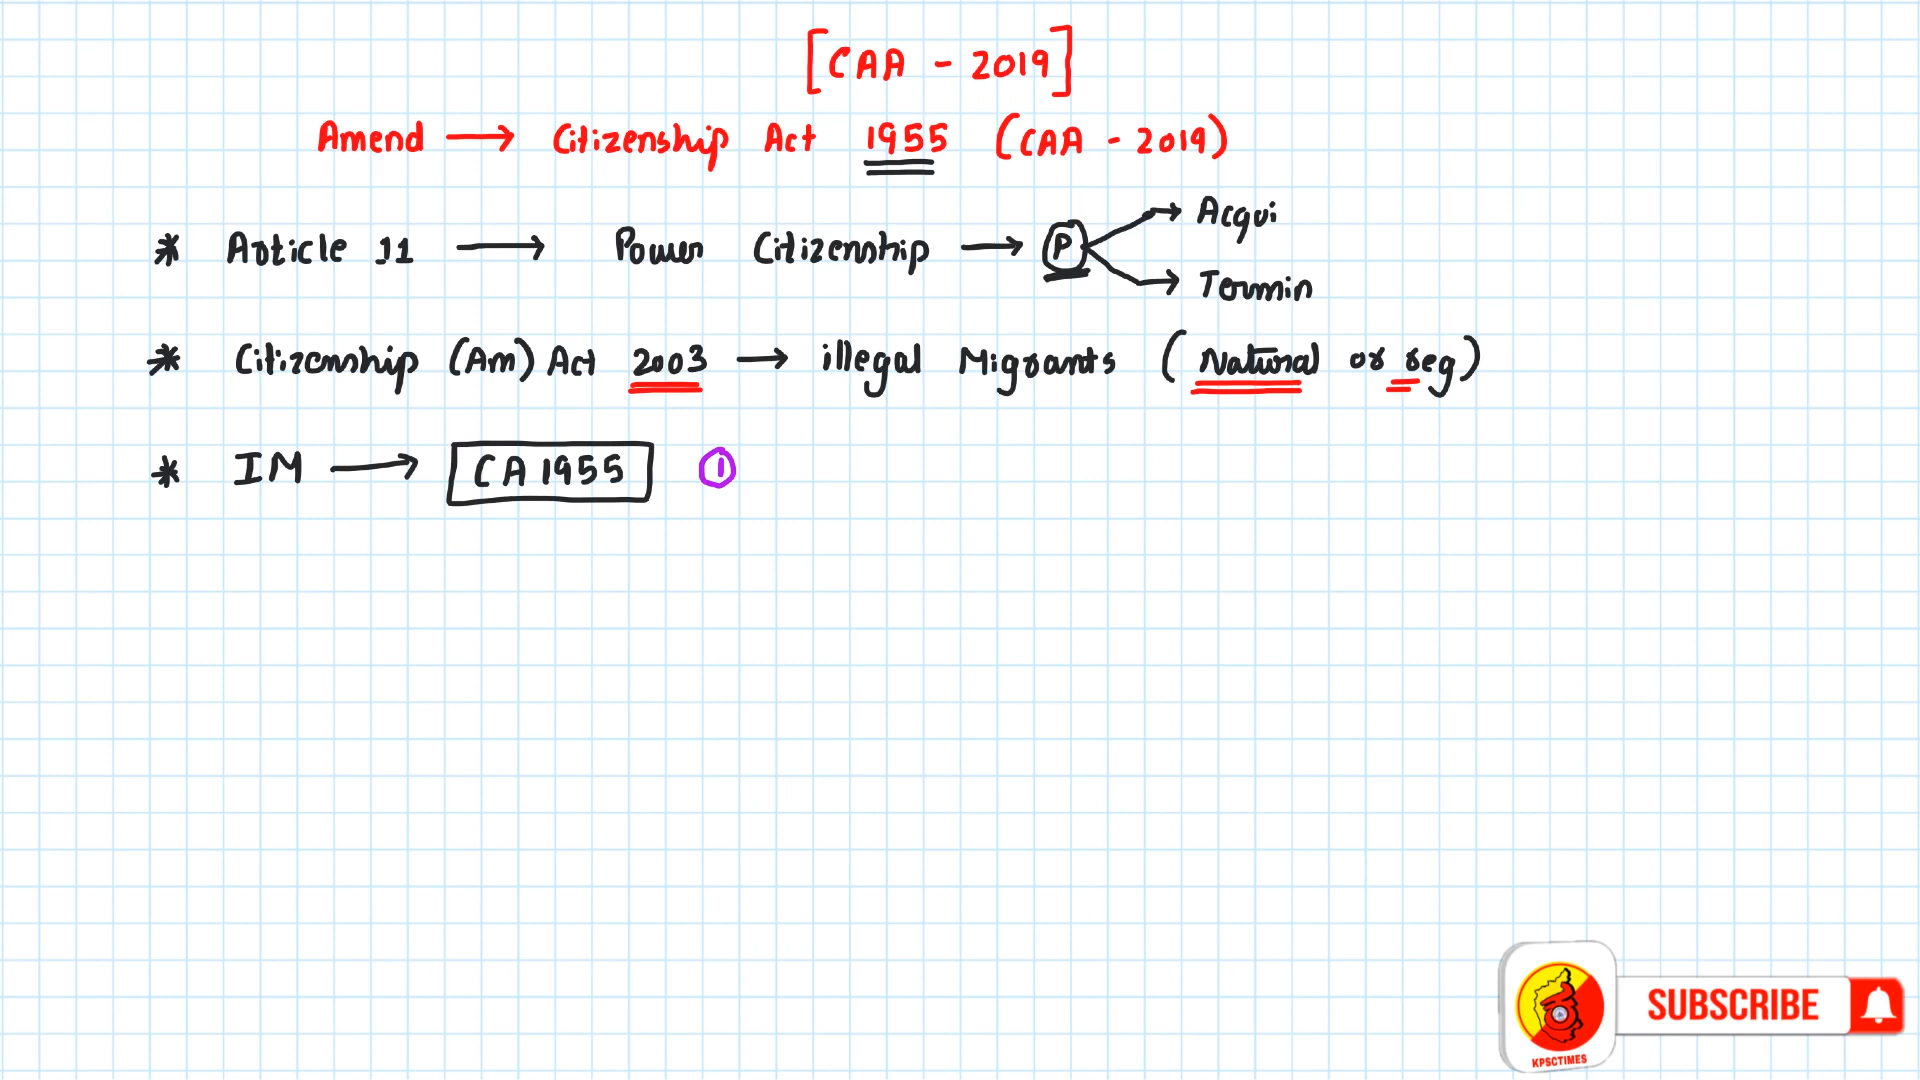 [CAA - 2019]
Amend → Citizenship Act 1955 (CAA - 2019)
* Article 11 → Power Citizenship → P → Acqui
→ Termin
* Citizenship (Am) Act 2003 → illegal Migrants (Natural or reg)
* IM → CA 1955 1
SUBSCRIBE
KPSCTIMES